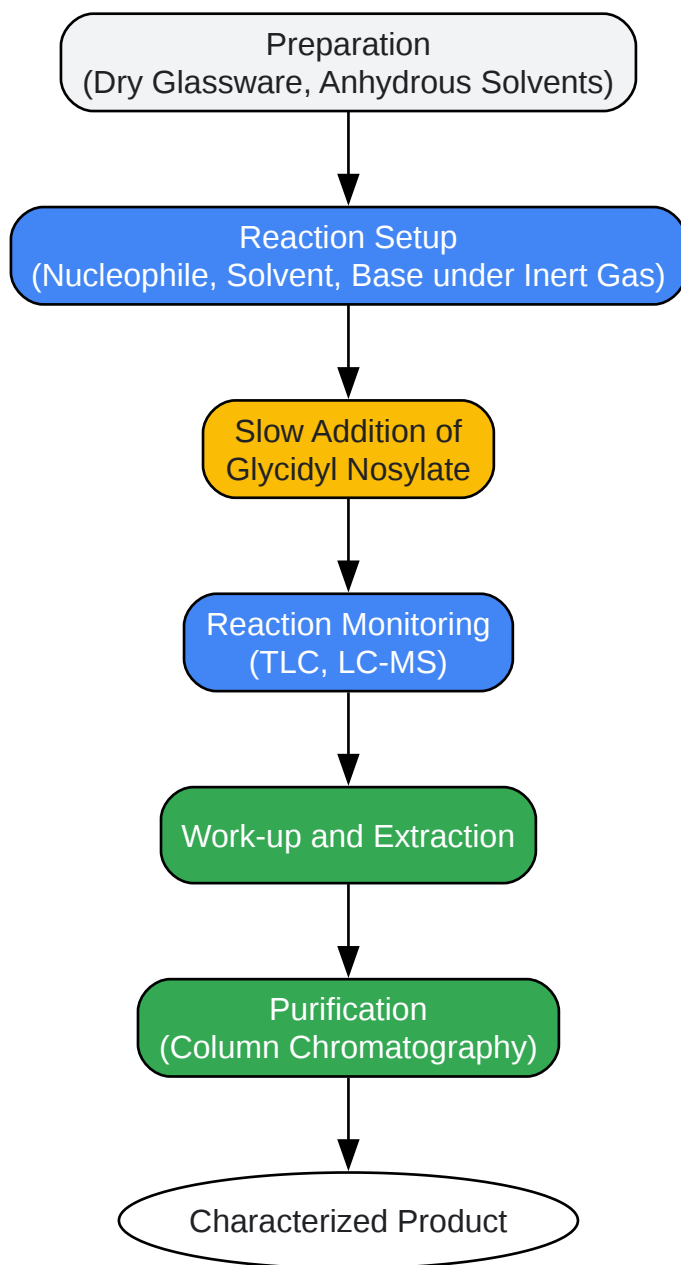 Preparation
(Dry Glassware, Anhydrous Solvents)
Reaction Setup
(Nucleophile, Solvent, Base under Inert Gas)
Slow Addition of
Glycidyl Nosylate
Reaction Monitoring
(TLC, LC-MS)
Work-up and Extraction
Purification
(Column Chromatography)
Characterized Product